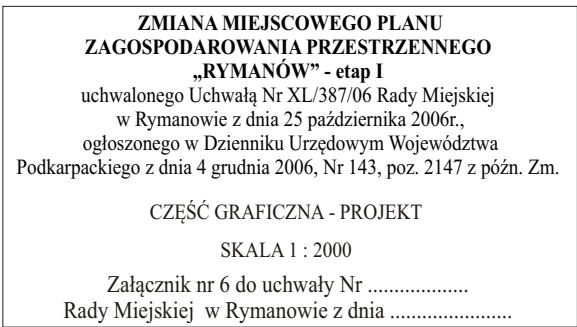 ZMIANA MIEJSCOWEGO PLANU
ZAGOSPODAROWANIA PRZESTRZENNEGO
„RYMANÓW” - etap I
uchwalonego Uchwałą Nr XL/387/06 Rady Miejskiej
w Rymanowie z dnia 25 października 2006r.,
ogłoszonego w Dzienniku Urzędowym Województwa
Podkarpackiego z dnia 4 grudnia 2006, Nr 143, poz. 2147 z późn. Zm.
CZĘŚĆ GRAFICZNA - PROJEKT
SKALA 1 : 2000
Załącznik nr 6 do uchwały Nr ...................
Rady Miejskiej w Rymanowie z dnia ......................